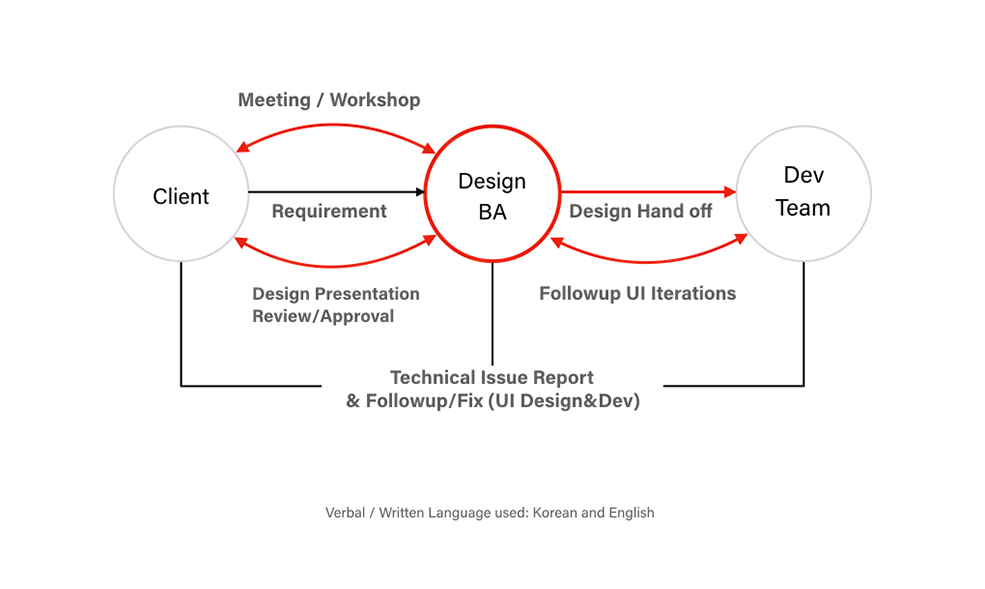 Meeting / Workshop
Client
Requirement
Design
BA
Design Hand off
Dev
Team
Design Presentation
Review/Approval
Followup UI Iterations
Technical Issue Report
& Followup/Fix (UI Design&Dev)
Verbal / Written Language used: Korean and English